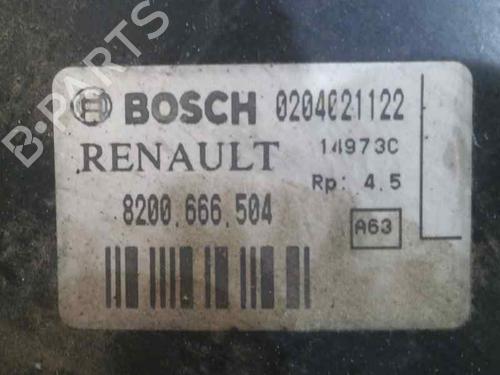 BOSCH 0204021122
RENAULT 14973C
Rp: 4.5
8200.666.504
A63
B-PARTS